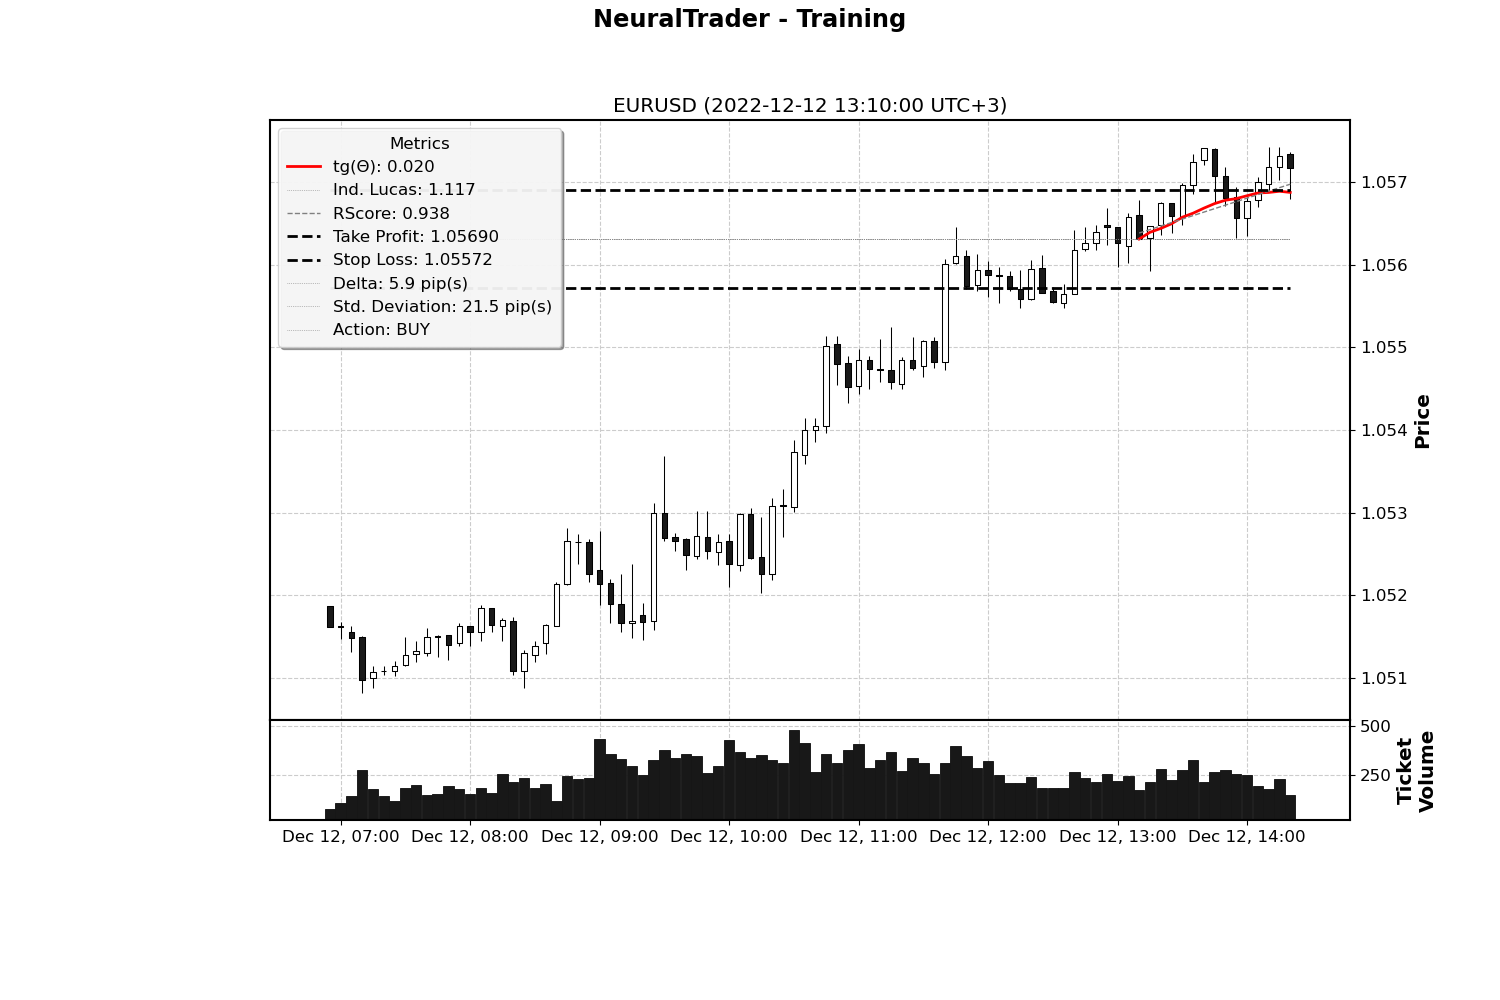 NeuralTrader - Training
EURUSD (2022-12-12 13:10:00 UTC+3)
Metrics
tg(Θ): 0.020
Ind. Lucas: 1.117
RScore: 0.938
Take Profit: 1.05690
Stop Loss: 1.05572
Delta: 5.9 pip(s)
Std. Deviation: 21.5 pip(s)
Action: BUY
1.057
1.056
1.055
1.054
1.053
1.052
1.051
Price
500
250
Ticket
Volume
Dec 12, 07:00 Dec 12, 08:00 Dec 12, 09:00 Dec 12, 10:00 Dec 12, 11:00 Dec 12, 12:00 Dec 12, 13:00 Dec 12, 14:00